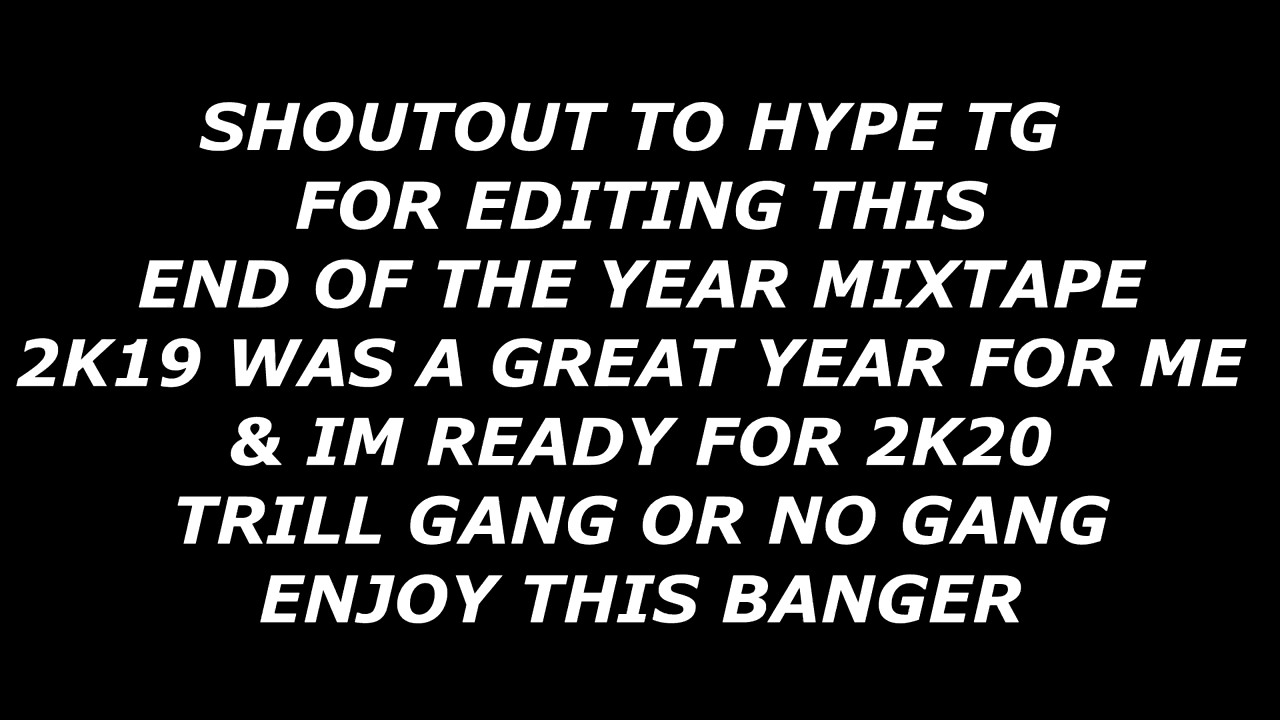 SHOUTOUT TO HYPE TG
FOR EDITING THIS
END OF THE YEAR MIXTAPE
2K19 WAS A GREAT YEAR FOR ME
& IM READY FOR 2K20
TRILL GANG OR NO GANG
ENJOY THIS BANGER